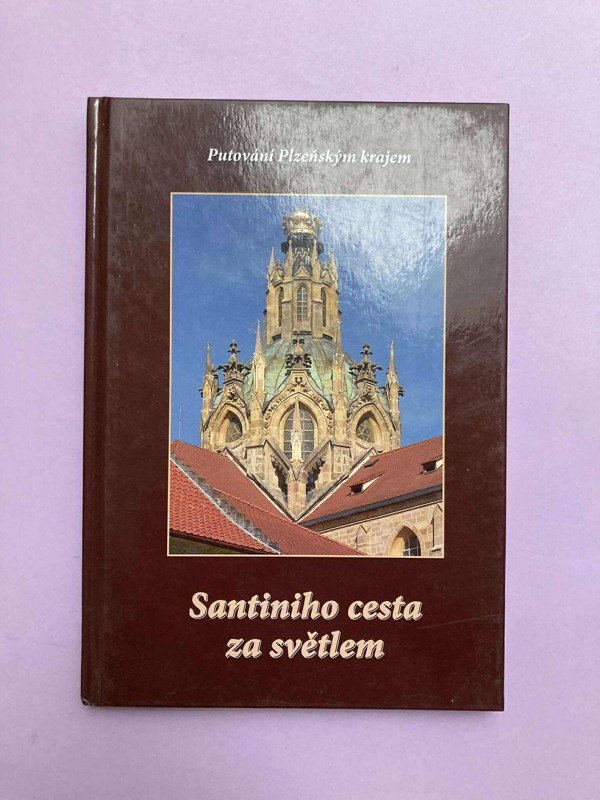 Putování Plzeňským krajem
Santiniho cesta
za světlem